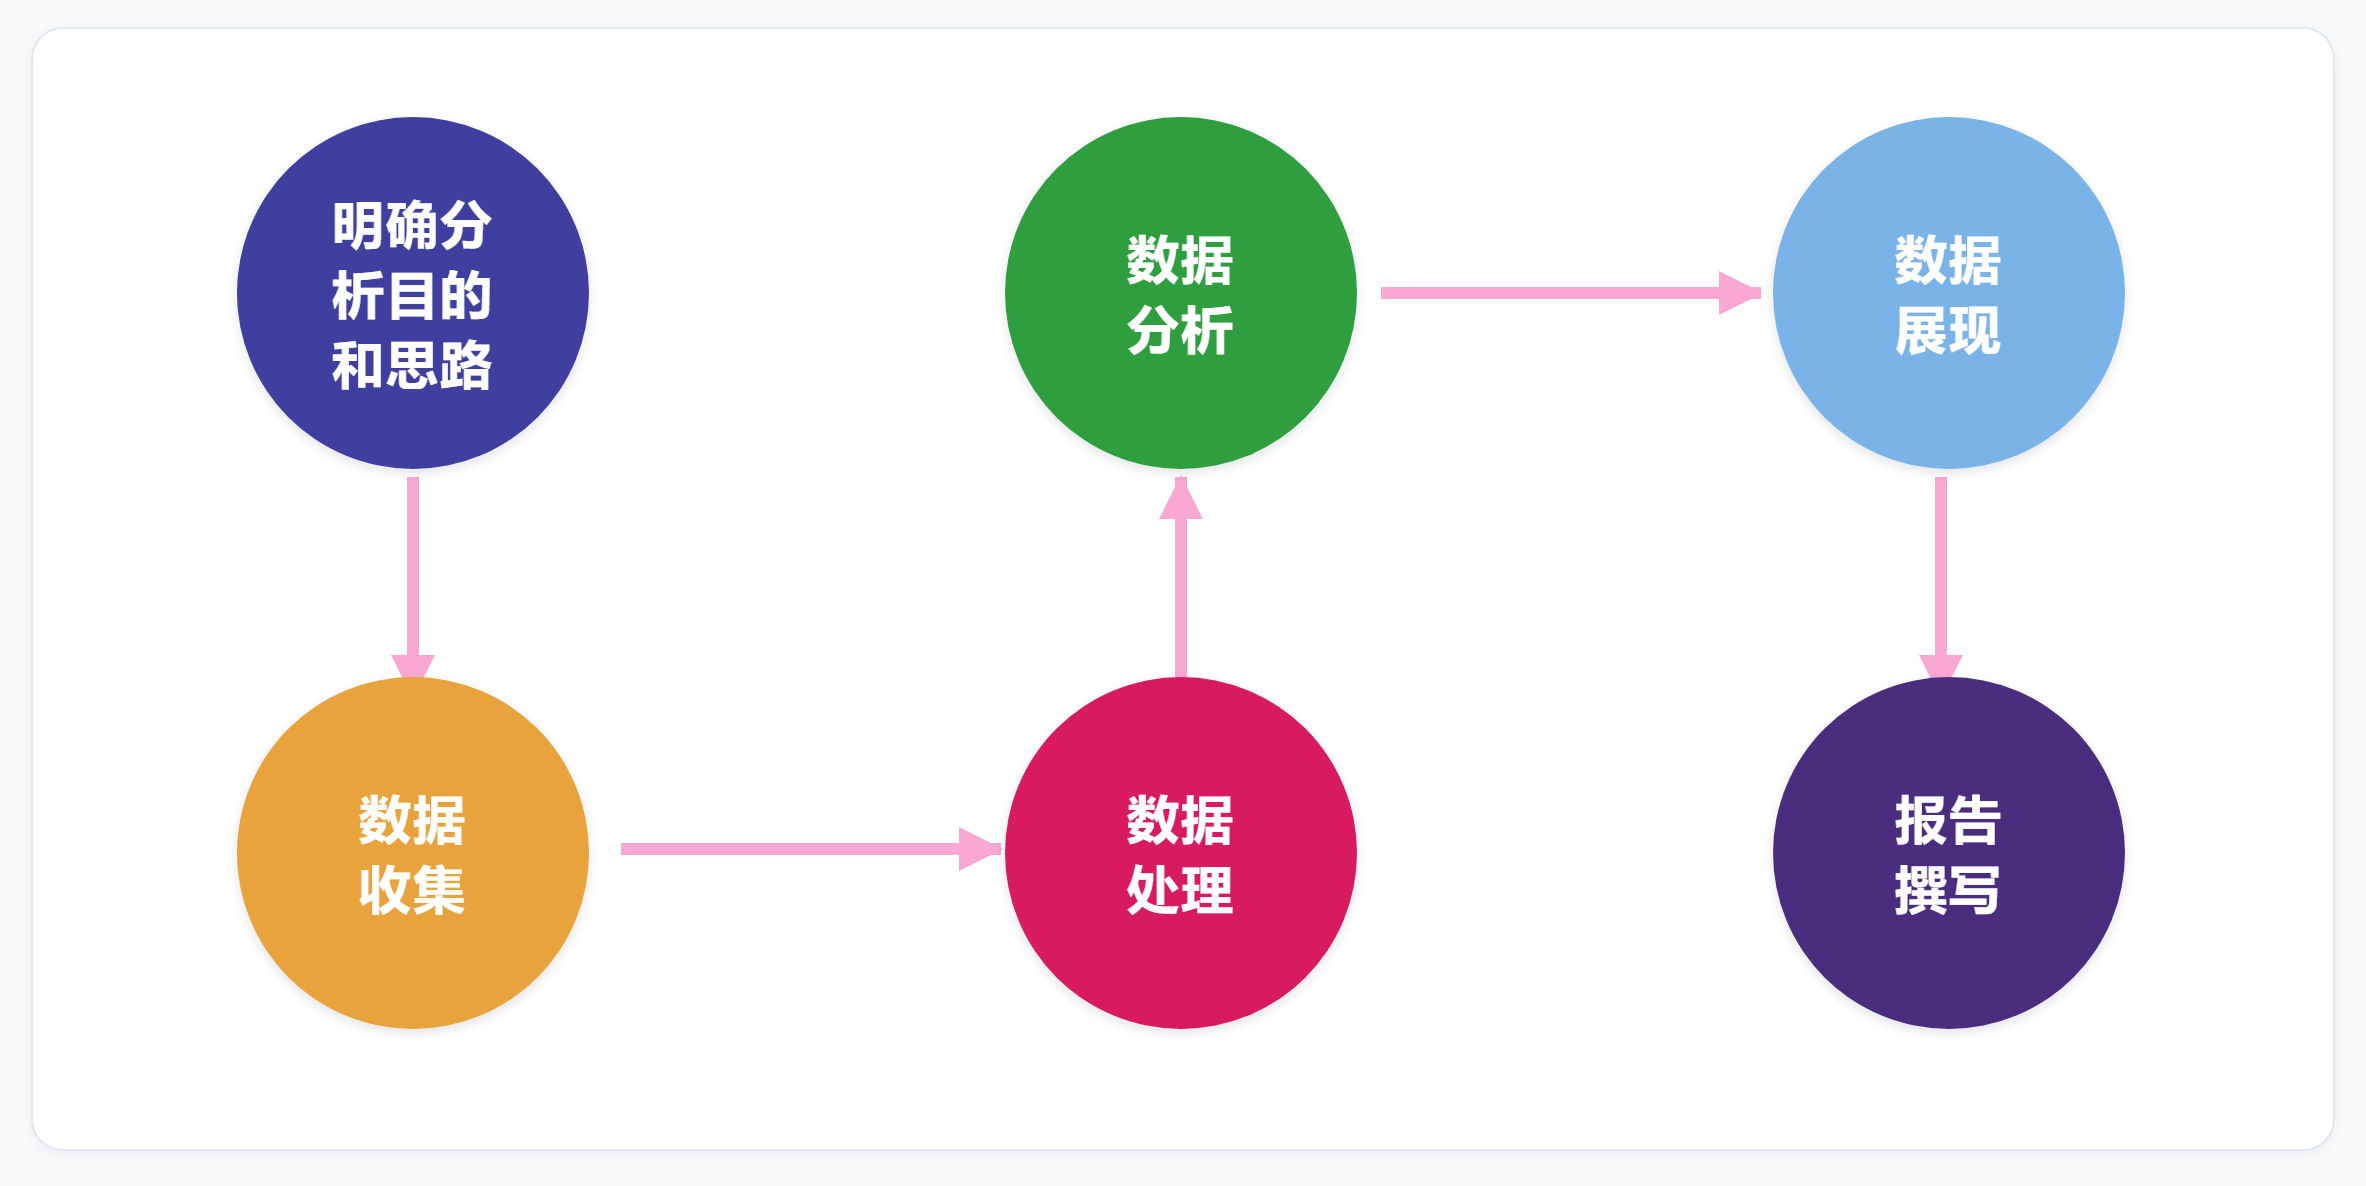 明确分
析目的
和思路
数据
收集
数据
处理
数据
分析
数据
展现
报告
撰写